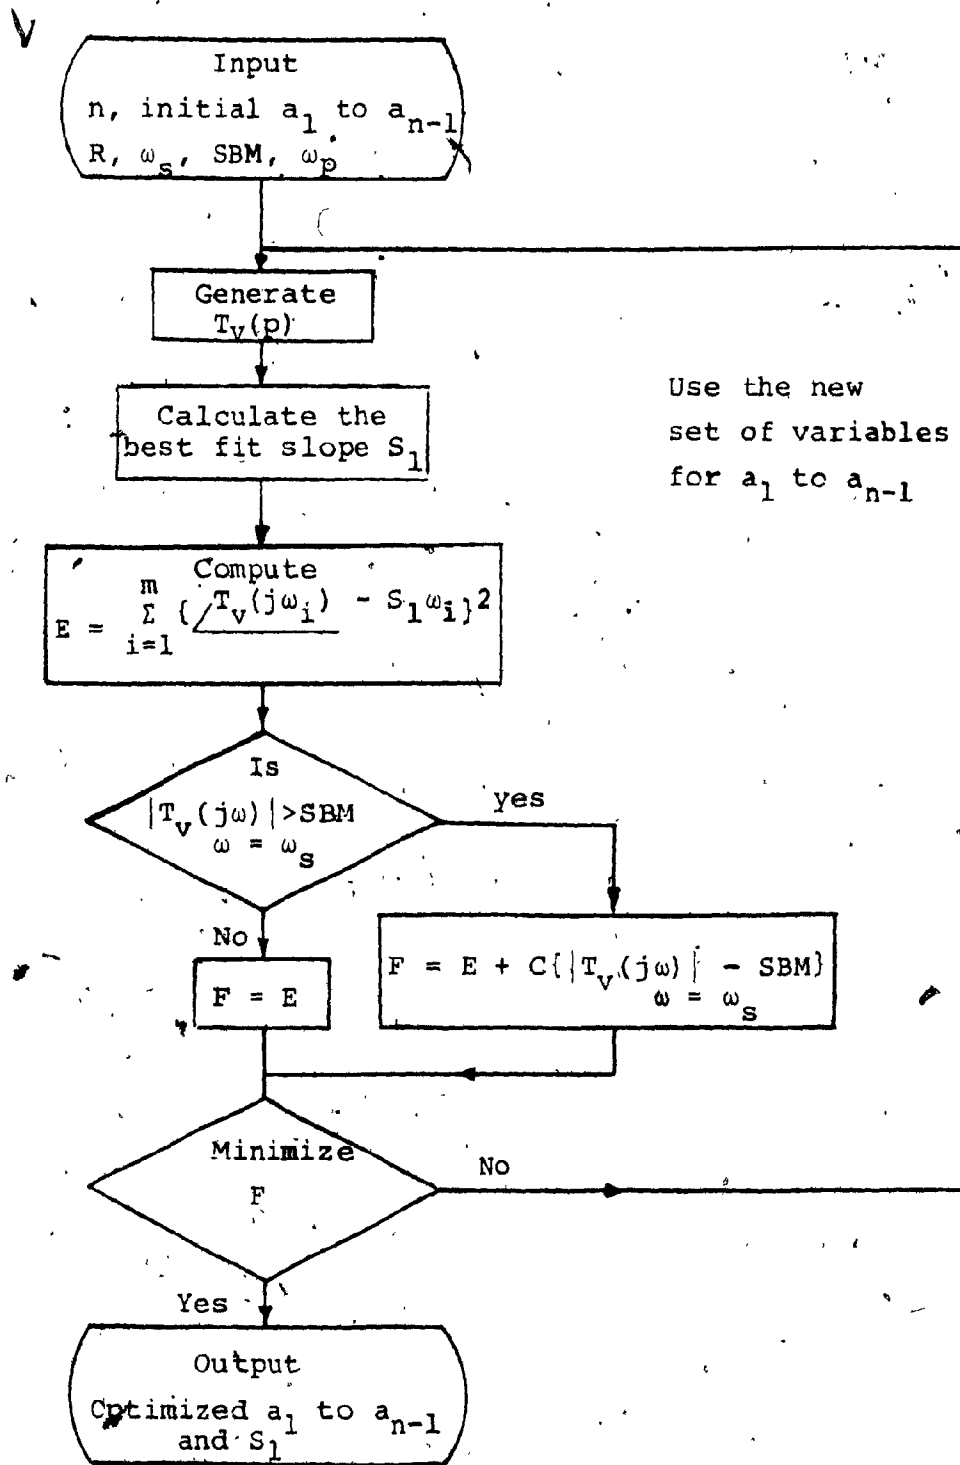 Input
n, initial a₁ to aₙ₋₁
R, ωₛ, SBM, ωₚ
Generate
Tᵥ(p)
Calculate the
best fit slope S₁
Use the new
set of variables
for a₁ to aₙ₋₁
Compute
E = Σ_{i=1}^{m} {∠Tᵥ(jωᵢ) - S₁ωᵢ}²
Is
|Tᵥ(jω)|>SBM
ω = ωₛ
yes
No
F = E
F = E + C{|Tᵥ(jω)| - SBM}
ω = ωₛ
Minimize
F
No
Yes
Output
Optimized a₁ to aₙ₋₁
and S₁